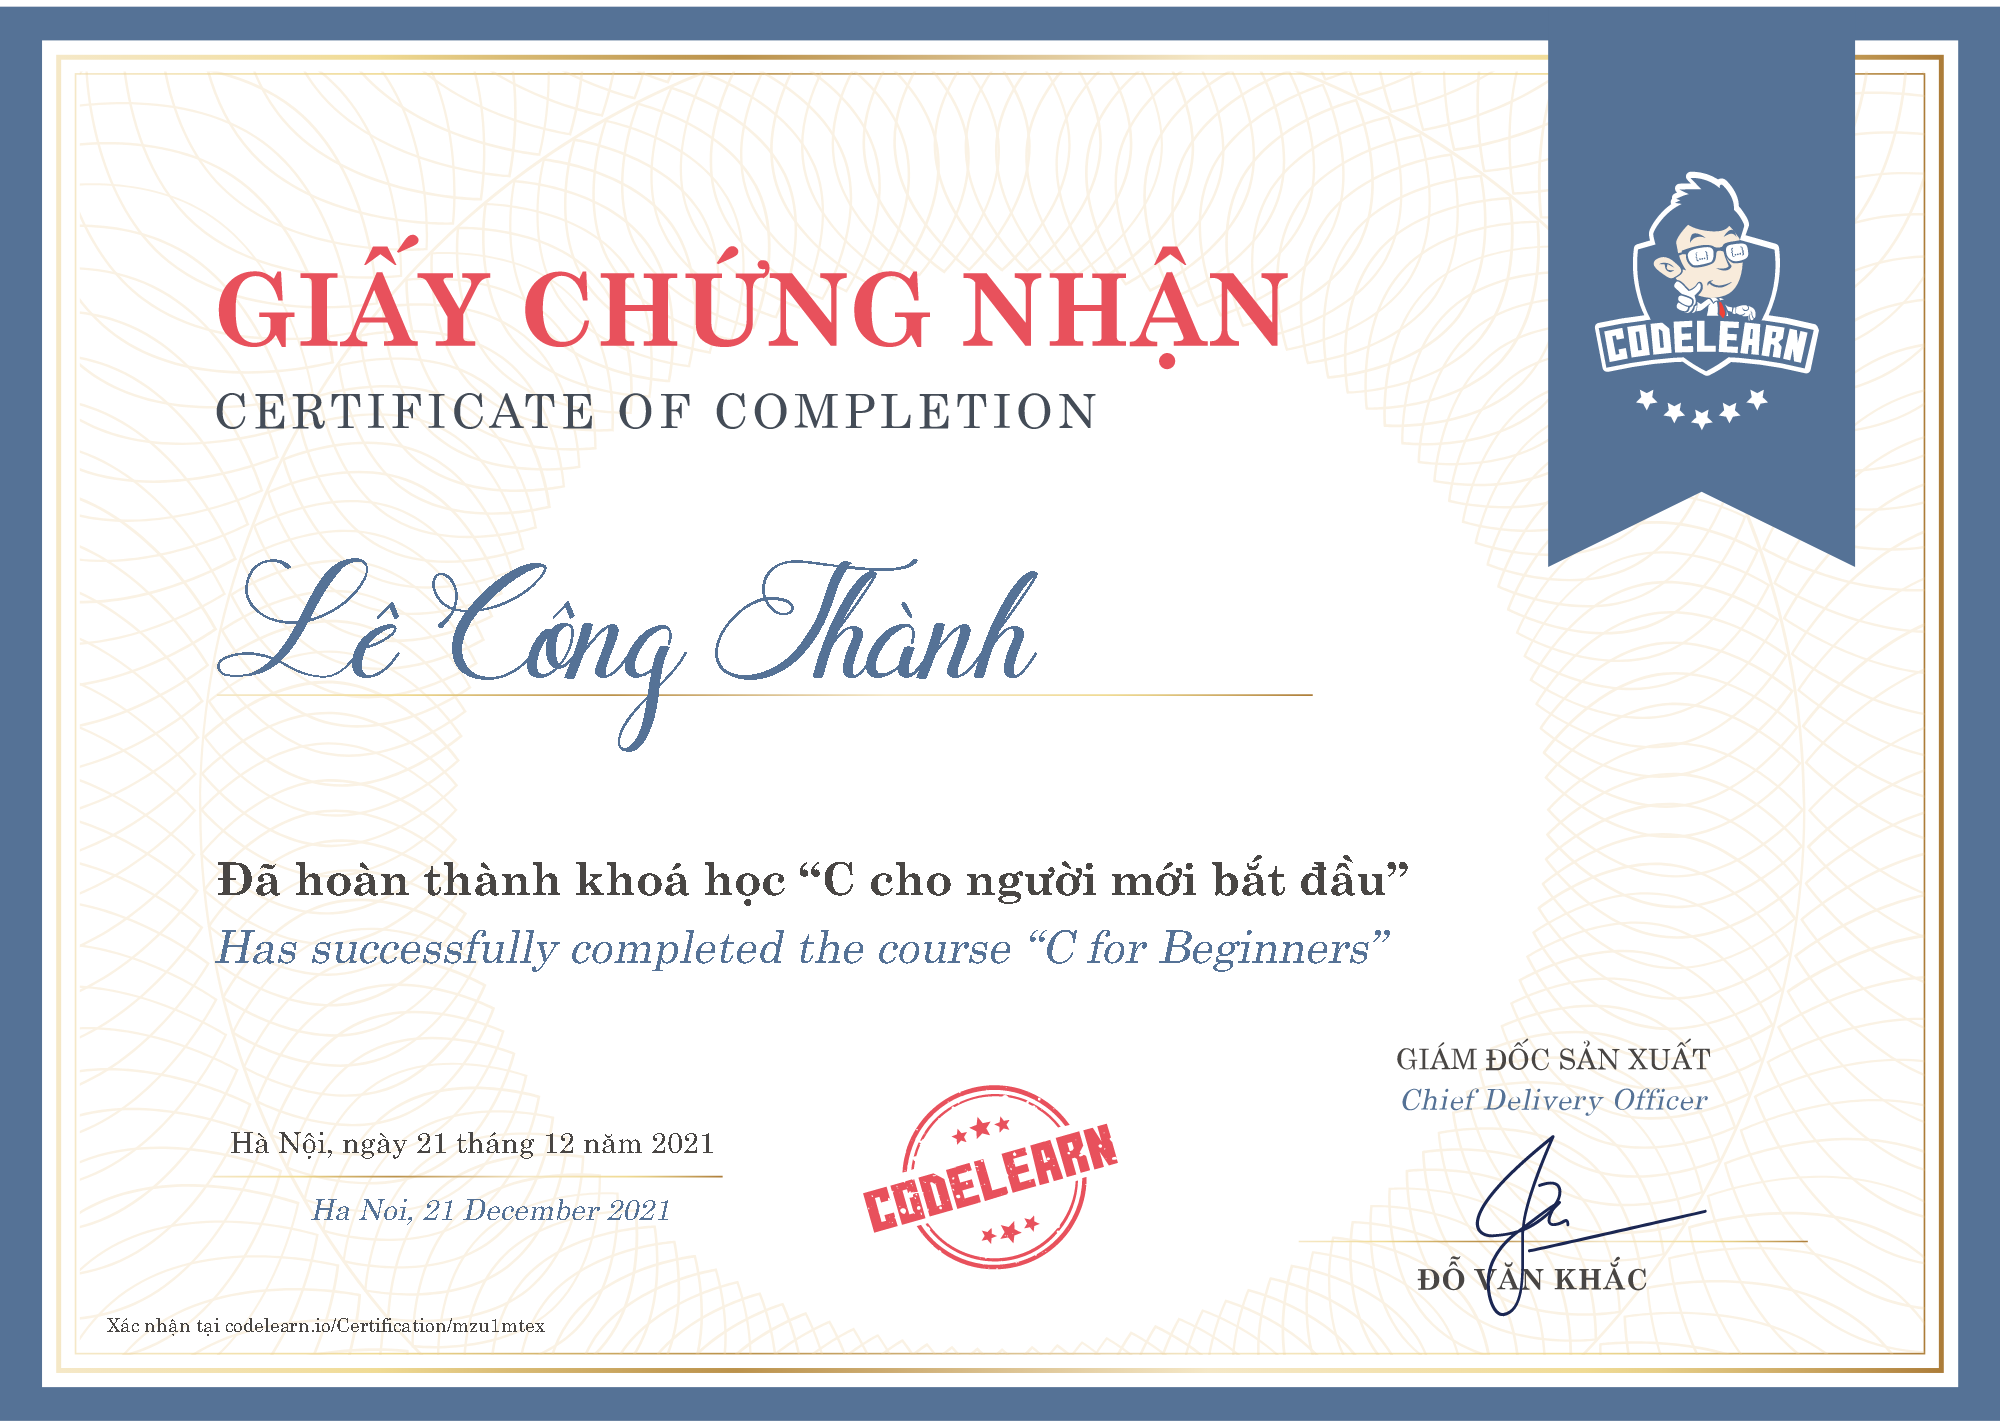 GIẤY CHỨNG NHẬN
CERTIFICATE OF COMPLETION
CODELEARN
Lê Công Thành
Đã hoàn thành khoá học “C cho người mới bắt đầu”
Has successfully completed the course “C for Beginners”
GIÁM ĐỐC SẢN XUẤT
Chief Delivery Officer
Hà Nội, ngày 21 tháng 12 năm 2021
Ha Noi, 21 December 2021
CODELEARN
ĐỖ VĂN KHẮC
Xác nhận tại codelearn.io/Certification/mzu1mtex